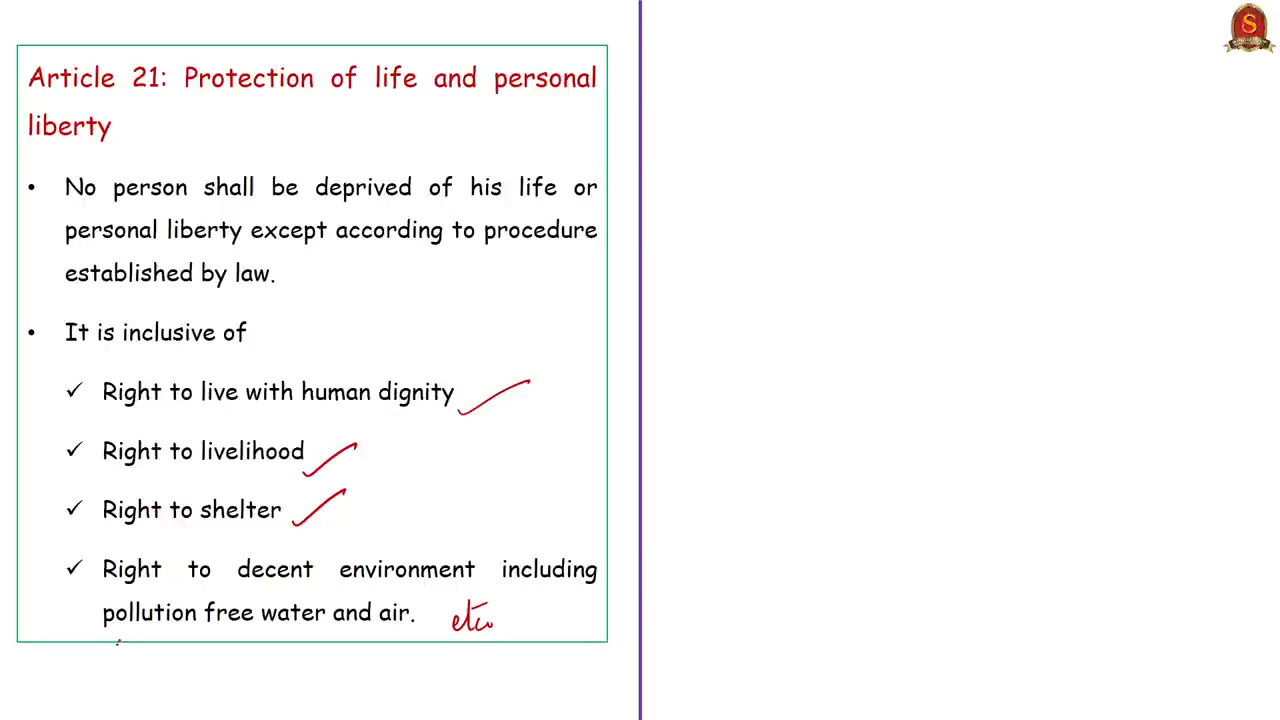 Article 21: Protection of life and personal
liberty
• No person shall be deprived of his life or
personal liberty except according to procedure
established by law.
• It is inclusive of
✓ Right to live with human dignity
✓ Right to livelihood
✓ Right to shelter
✓ Right to decent environment including
pollution free water and air. etc